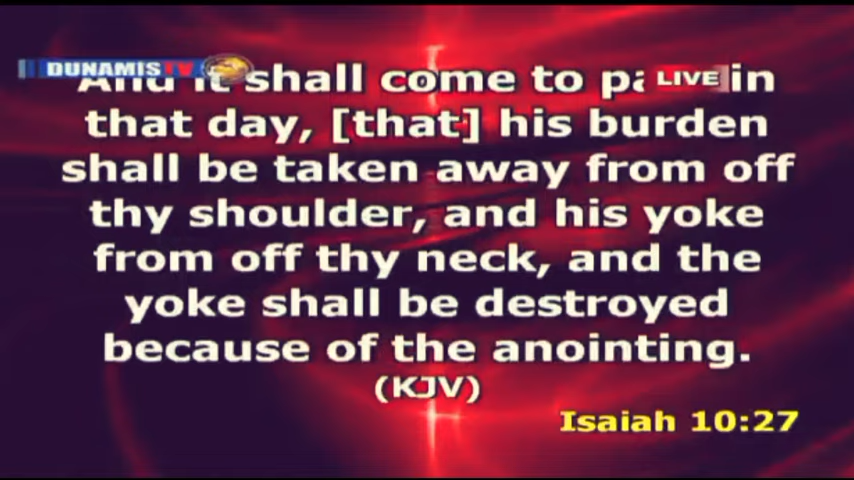 DUNAMIS TV
LIVE
And it shall come to pa in
that day, [that] his burden
shall be taken away from off
thy shoulder, and his yoke
from off thy neck, and the
yoke shall be destroyed
because of the anointing.
(KJV)
Isaiah 10:27